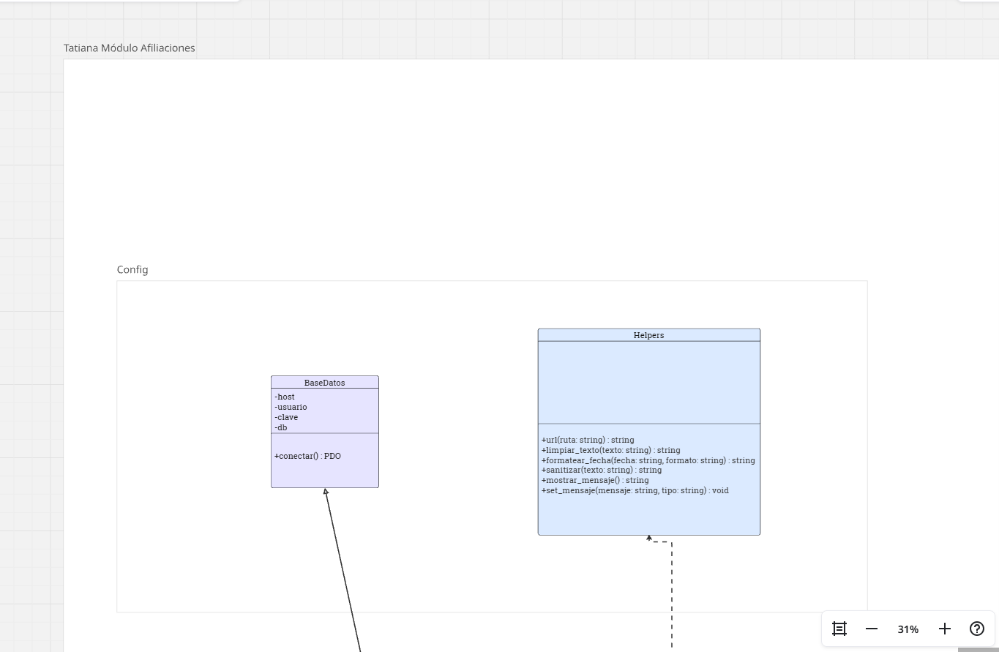 Tatiana Módulo Afiliaciones
Config
Helpers
BaseDatos
-host
-usuario
-clave
-db
+conectar() : PDO
+url(ruta: string) : string
+limpiar_texto(texto: string) : string
+formatear_fecha(fecha: string, formato: string) : string
+sanitizar(texto: string) : string
+mostrar_mensaje() : string
+set_mensaje(mensaje: string, tipo: string) : void
31%